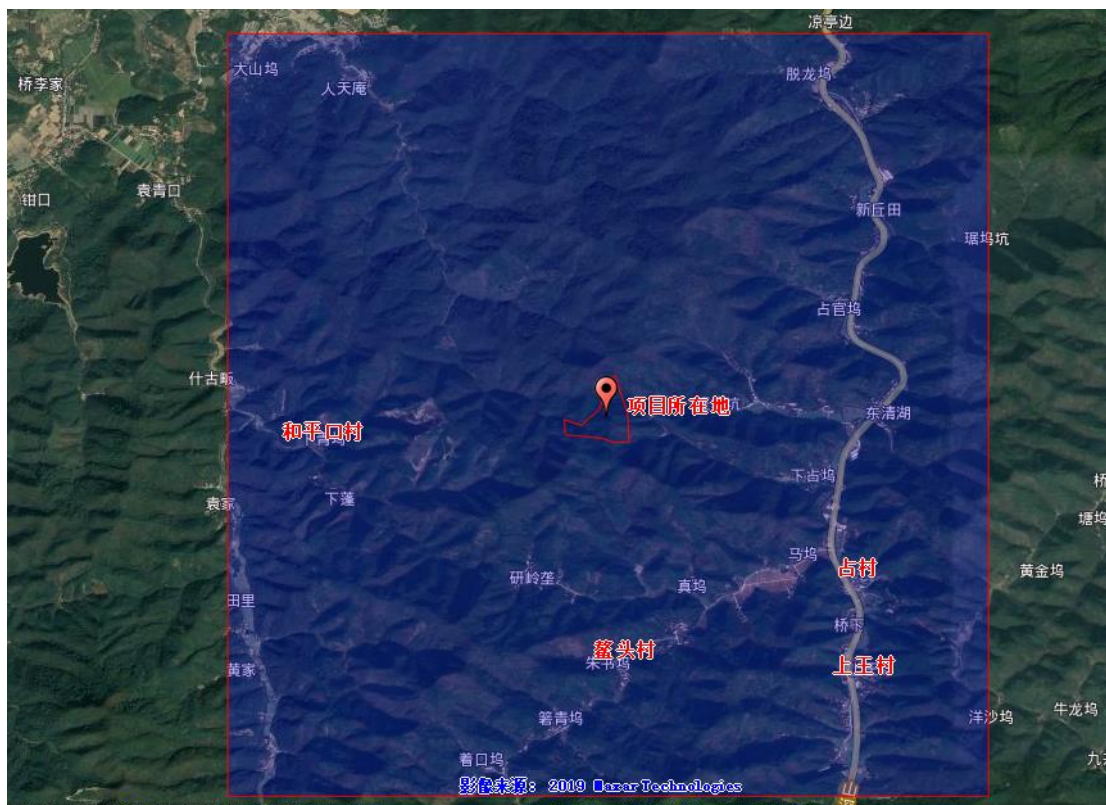 凉亭边
大山坞
脱龙坞
桥李家
人天庵
袁青口
钳口
新丘田
琚坞坑
占官坞
什古畈
项目所在地
坑
东清湖
和平口村
下占坞
桥
下蓬
袁家
塘坞
马坞
占村
黄金坞
研岭垄
真坞
田里
桥下
鳌头村
朱书坞
上王村
黄家
牛龙坞
箬青坞
洋沙坞
着口坞
九
影像来源： 2019 Maxar Technologies